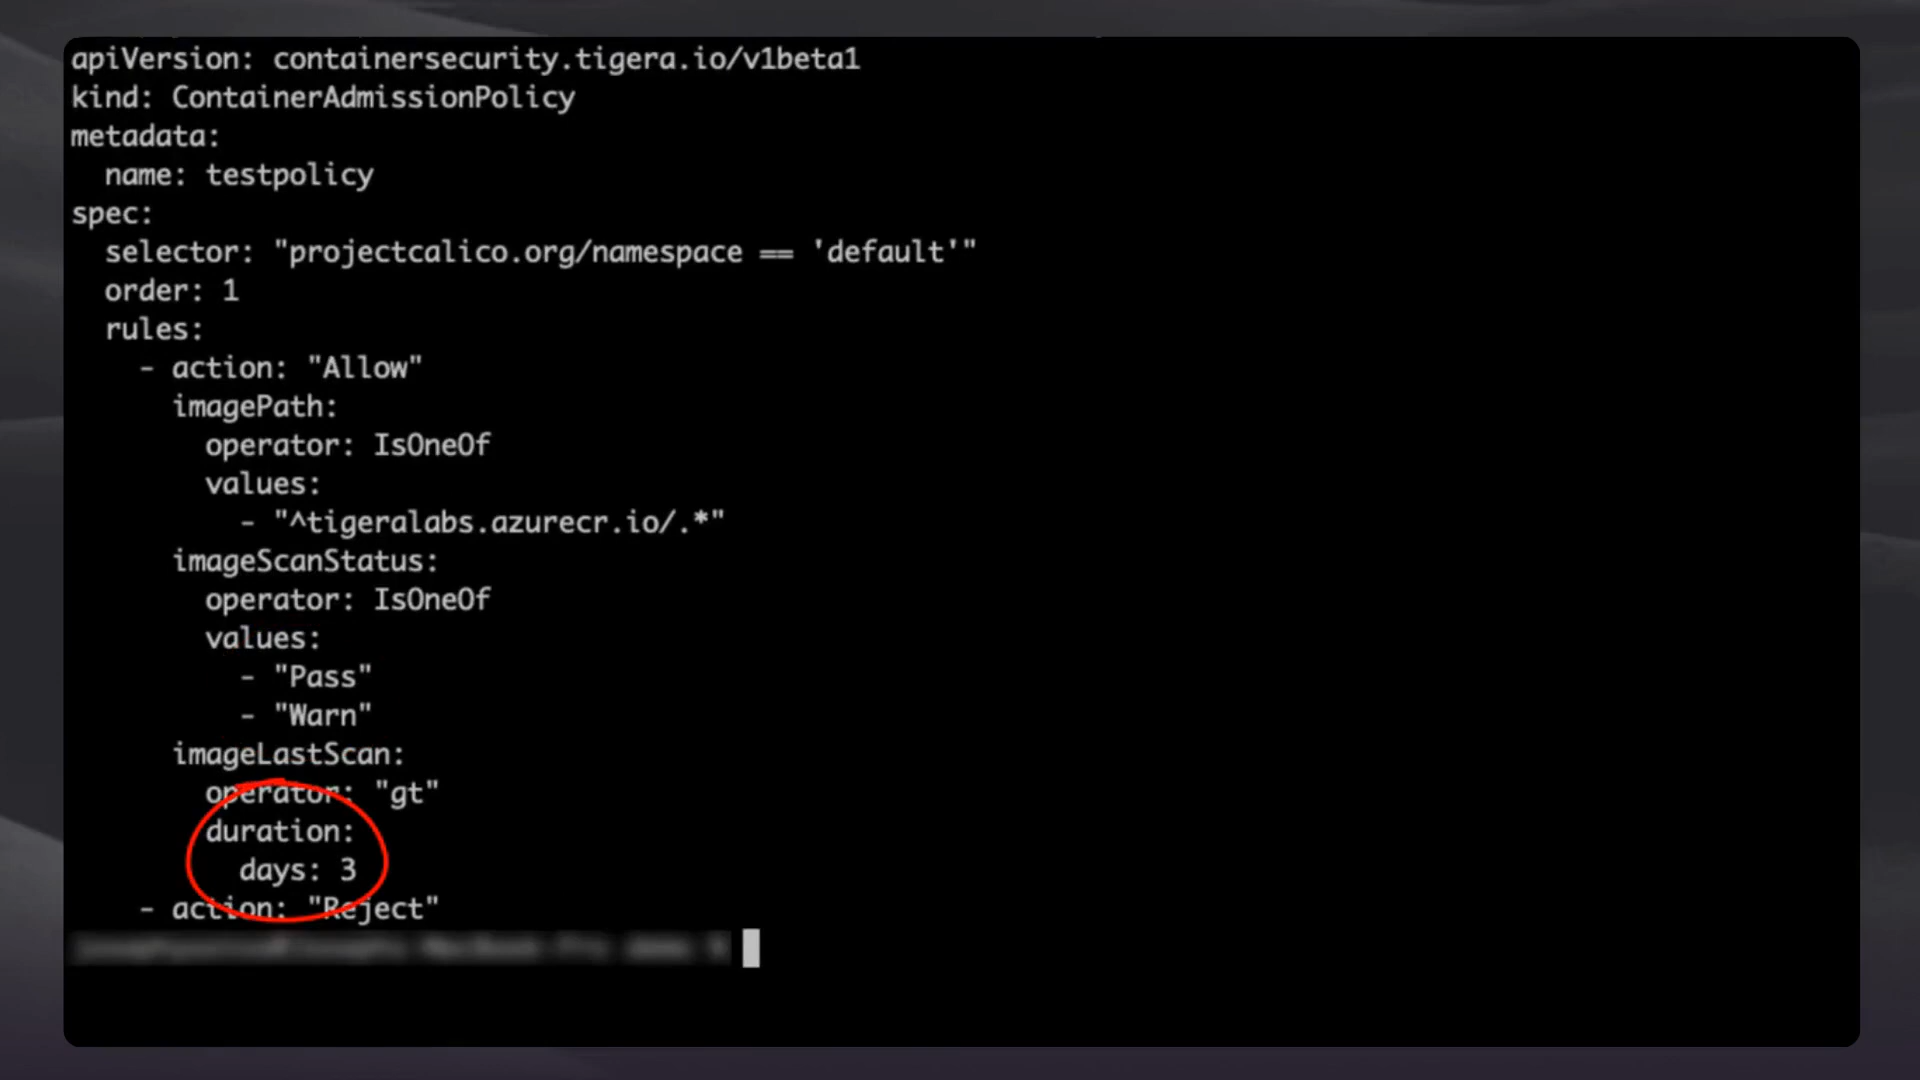 apiVersion: containersecurity.tigera.io/v1beta1
kind: ContainerAdmissionPolicy
metadata:
  name: testpolicy
spec:
  selector: "projectcalico.org/namespace == 'default'"
  order: 1
  rules:
    - action: "Allow"
      imagePath:
        operator: IsOneOf
        values:
          - "^tigeralabs.azurecr.io/.*"
      imageScanStatus:
        operator: IsOneOf
        values:
          - "Pass"
          - "Warn"
      imageLastScan:
        operator: "gt"
        duration:
          days: 3
    - action: "Reject"